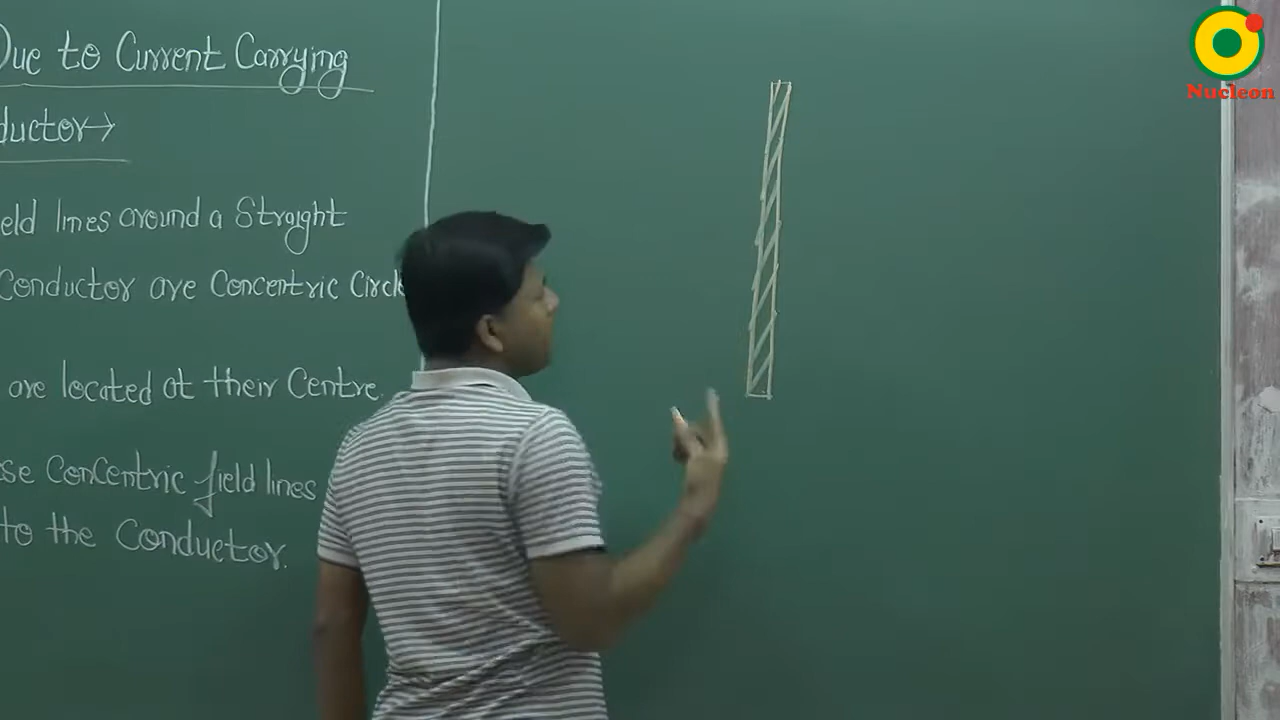 Due to Current Carrying
ductor→
eld lines around a Straight
Conductor are Concentric Circle
are located at their Centre.
se Concentric field lines
to the Conductor.
Nucleon